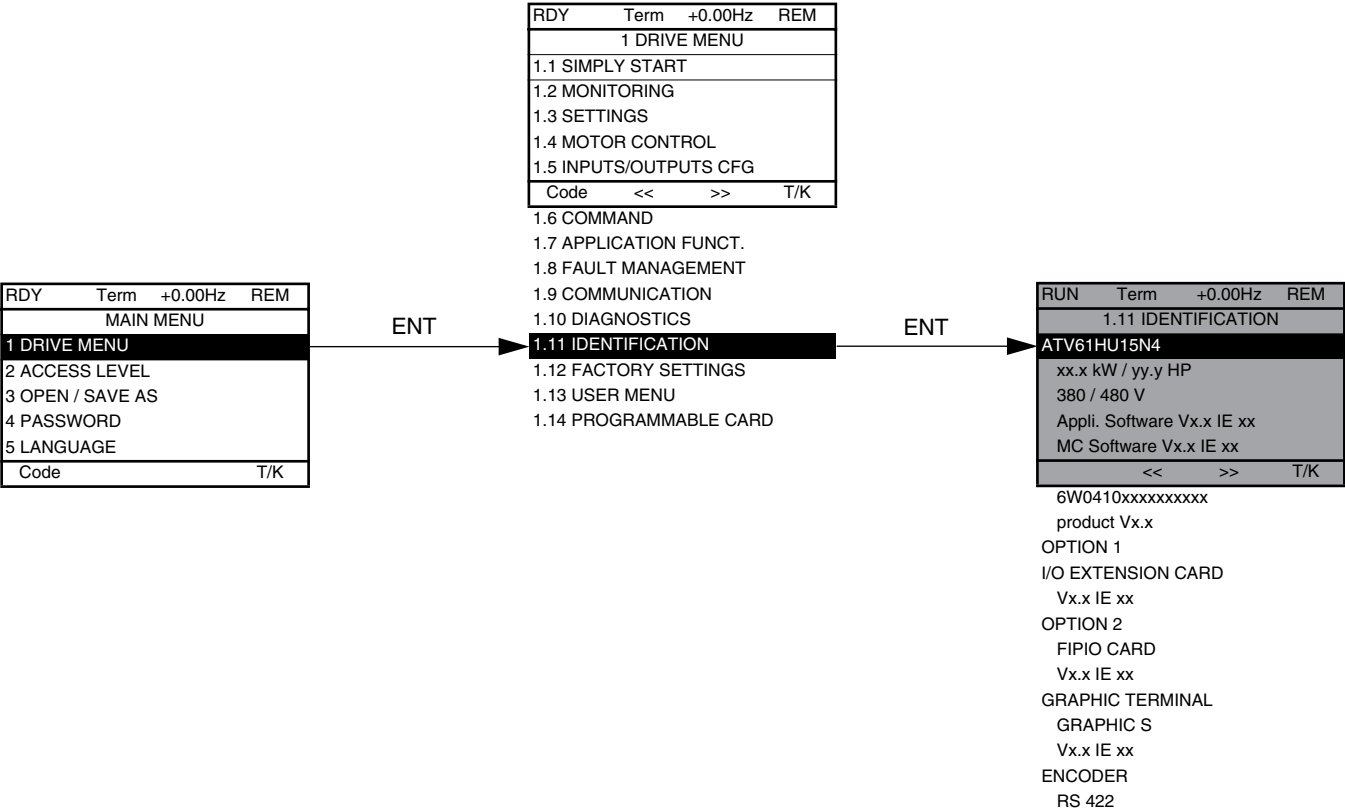 RDY Term +0.00Hz REM
1 DRIVE MENU
1.1 SIMPLY START
1.2 MONITORING
1.3 SETTINGS
1.4 MOTOR CONTROL
1.5 INPUTS/OUTPUTS CFG
Code << >> T/K
1.6 COMMAND
1.7 APPLICATION FUNCT.
1.8 FAULT MANAGEMENT
1.9 COMMUNICATION
1.10 DIAGNOSTICS
1.11 IDENTIFICATION
1.12 FACTORY SETTINGS
1.13 USER MENU
1.14 PROGRAMMABLE CARD
RDY Term +0.00Hz REM
MAIN MENU
1 DRIVE MENU
2 ACCESS LEVEL
3 OPEN / SAVE AS
4 PASSWORD
5 LANGUAGE
Code T/K
ENT
ENT
RUN Term +0.00Hz REM
1.11 IDENTIFICATION
ATV61HU15N4
xx.x kW / yy.y HP
380 / 480 V
Appli. Software Vx.x IE xx
MC Software Vx.x IE xx
<< >> T/K
6W0410xxxxxxxxxx
product Vx.x
OPTION 1
I/O EXTENSION CARD
Vx.x IE xx
OPTION 2
FIPIO CARD
Vx.x IE xx
GRAPHIC TERMINAL
GRAPHIC S
Vx.x IE xx
ENCODER
RS 422